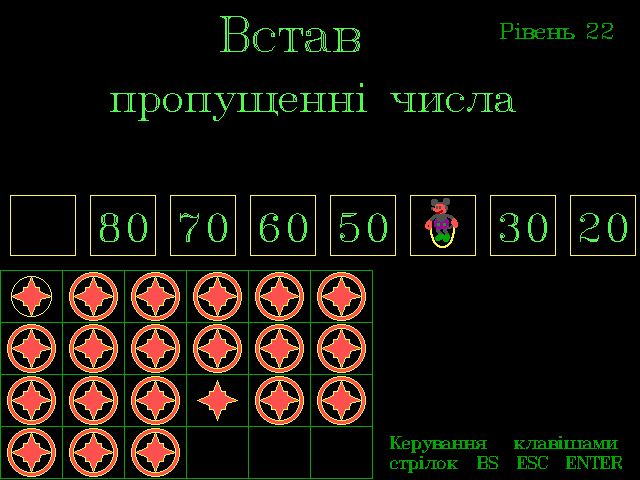 Встав
Рівень 22
пропущенні числа
80 70 60 50 30 20
Керування клавішами
стрілок BS ESC ENTER